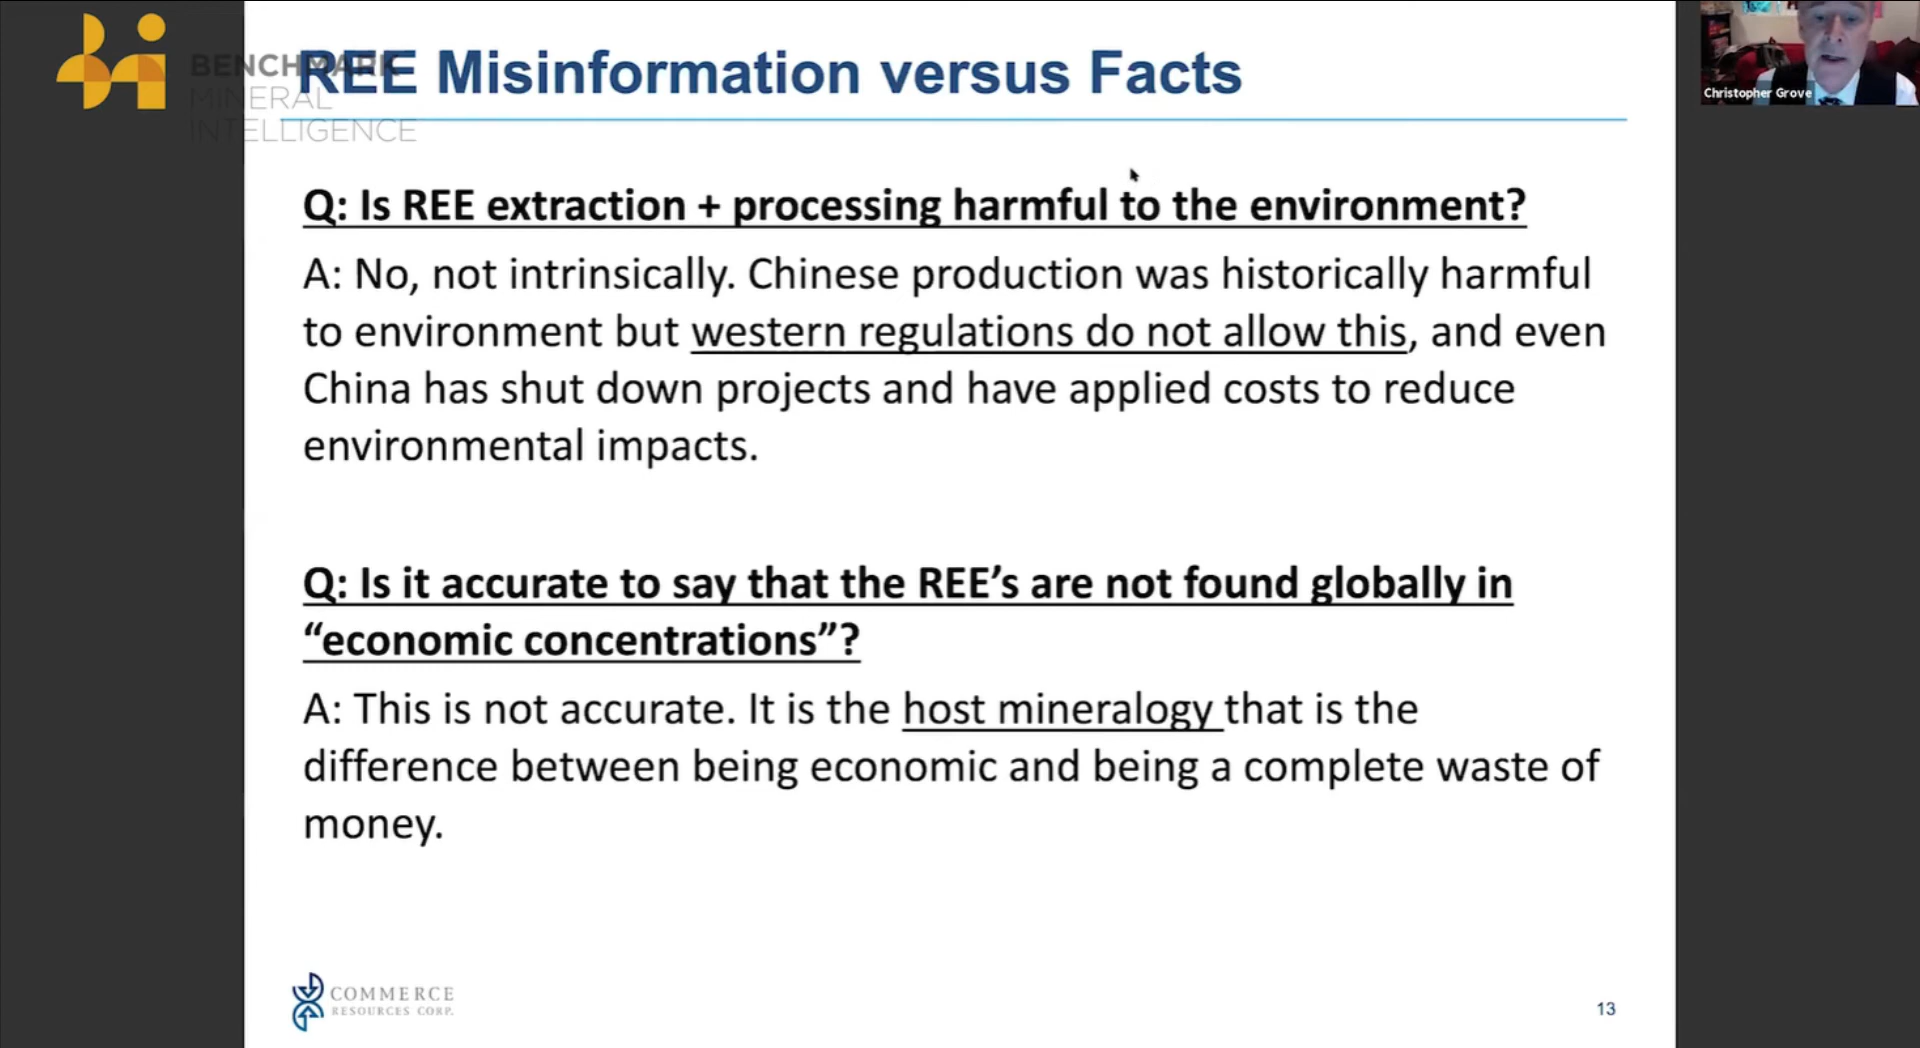 BENCHMARK
MINERAL
INTELLIGENCE
REE Misinformation versus Facts
Christopher Grove
Q: Is REE extraction + processing harmful to the environment?
A: No, not intrinsically. Chinese production was historically harmful
to environment but western regulations do not allow this, and even
China has shut down projects and have applied costs to reduce
environmental impacts.
Q: Is it accurate to say that the REE’s are not found globally in
“economic concentrations”?
A: This is not accurate. It is the host mineralogy that is the
difference between being economic and being a complete waste of
money.
COMMERCE
RESOURCES CORP.
13